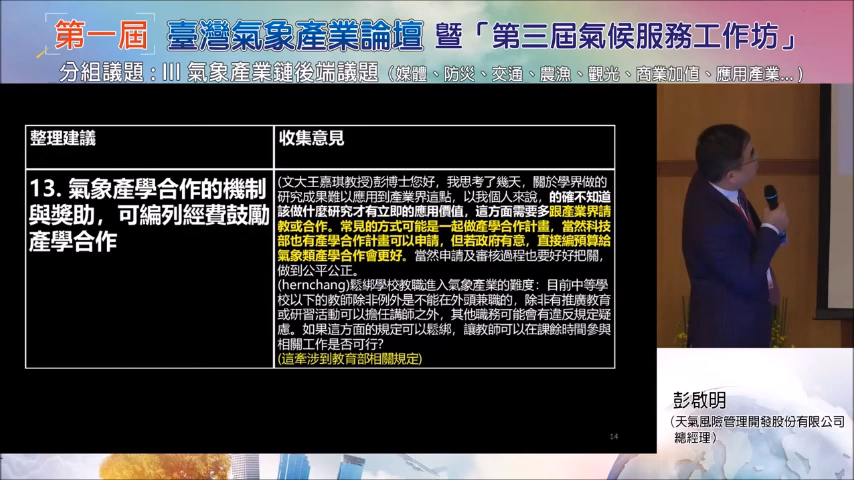 第一屆 臺灣氣象產業論壇 暨「第三屆氣候服務工作坊」
分組議題 : III 氣象產業鏈後端議題（媒體、防災、交通、農漁、觀光、商業加值、應用產業...）
整理建議
收集意見
13. 氣象產學合作的機制
與獎助，可編列經費鼓勵
產學合作
(文大王嘉琪教授)彭博士您好，我思考了幾天，關於學界做的
研究成果難以應用到產業界這點，以我個人來說，的確不知道
該做什麼研究才有立即的應用價值，這方面需要多跟產業界請
教或合作。常見的方式可能是一起做產學合作計畫，當然科技
部也有產學合作計畫可以申請，但若政府有意，直接編預算給
氣象類產學合作會更好。當然申請及審核過程也要好好把關，
做到公平公正。
(hernchang)鬆綁學校教職進入氣象產業的難度：目前中等學
校以下的教師除非例外是不能在外頭兼職的，除非有推廣教育
或研習活動可以擔任講師之外，其他職務可能會有違反規定疑
慮。如果這方面的規定可以鬆綁，讓教師可以在課餘時間參與
相關工作是否可行?
(這牽涉到教育部相關規定)
14
彭啟明
（天氣風險管理開發股份有限公司
總經理）